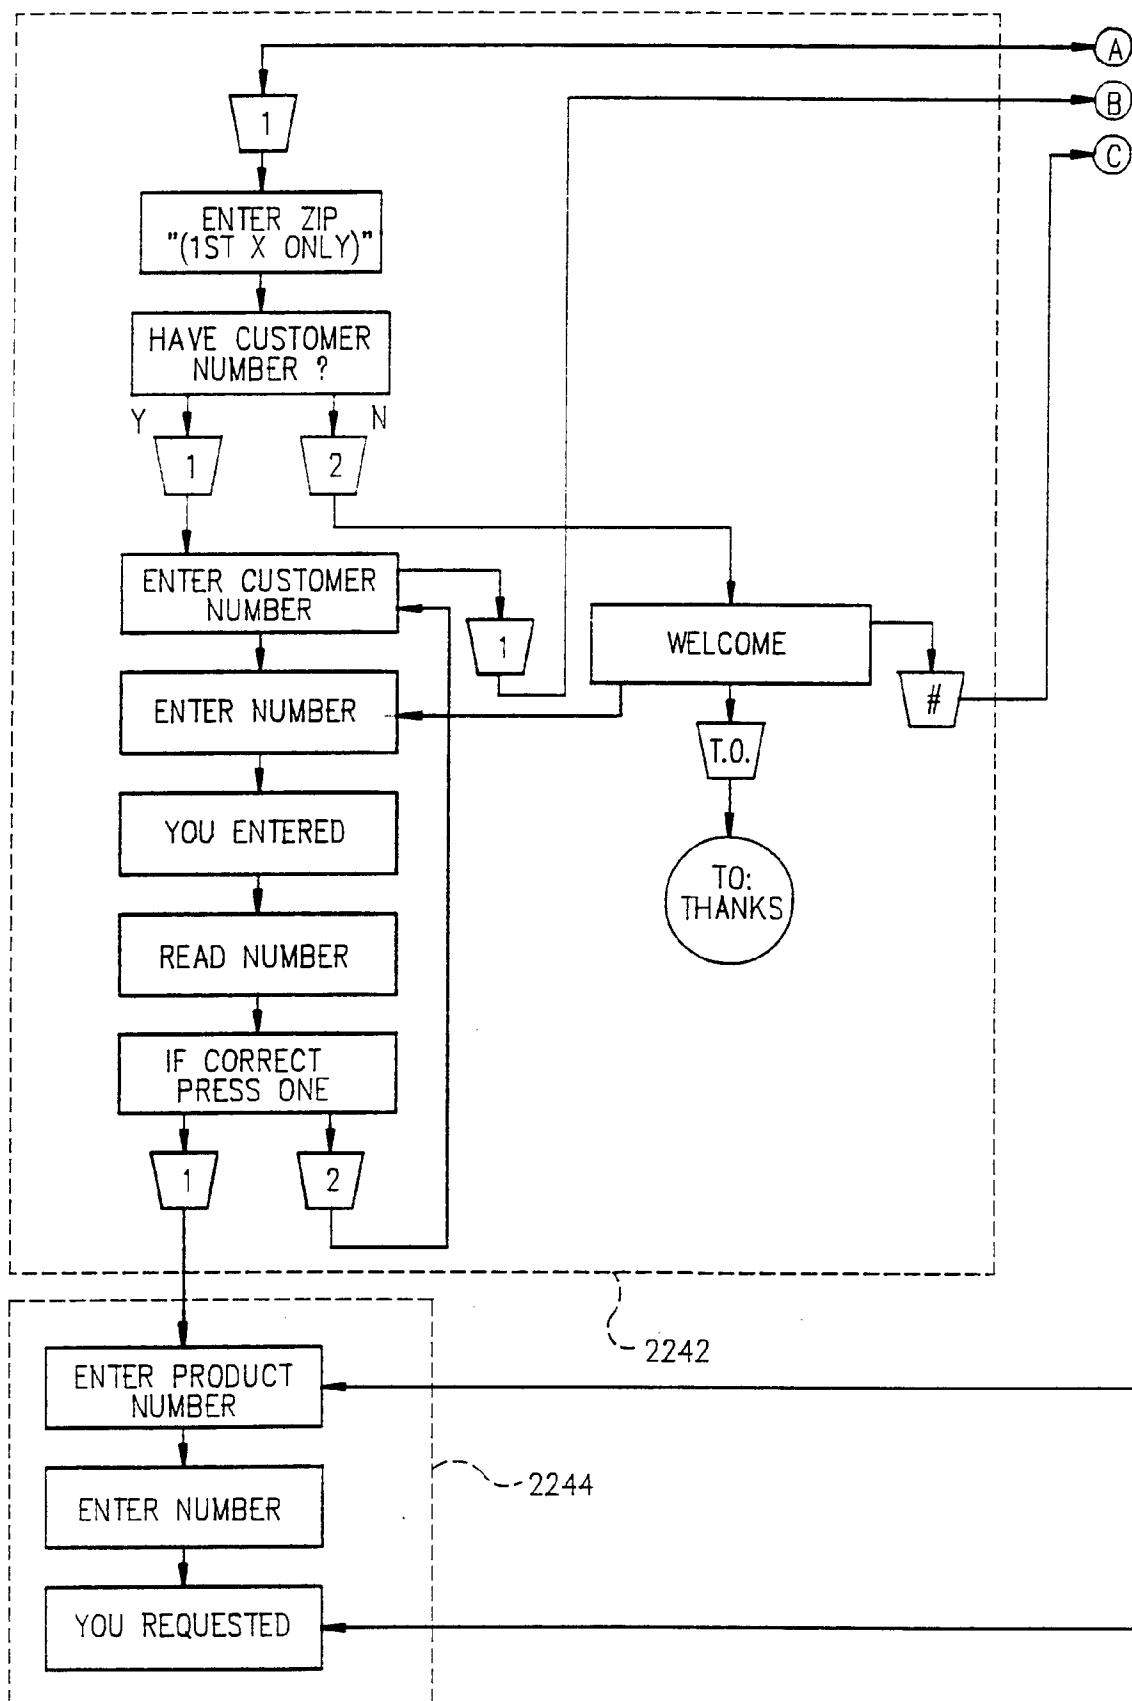 A
B
C
1
ENTER ZIP
"(1ST X ONLY)"
HAVE CUSTOMER
NUMBER ?
Y
N
1
2
ENTER CUSTOMER
NUMBER
1
WELCOME
#
ENTER NUMBER
T.O.
YOU ENTERED
TO:
THANKS
READ NUMBER
IF CORRECT
PRESS ONE
1
2
2242
ENTER PRODUCT
NUMBER
2244
ENTER NUMBER
YOU REQUESTED